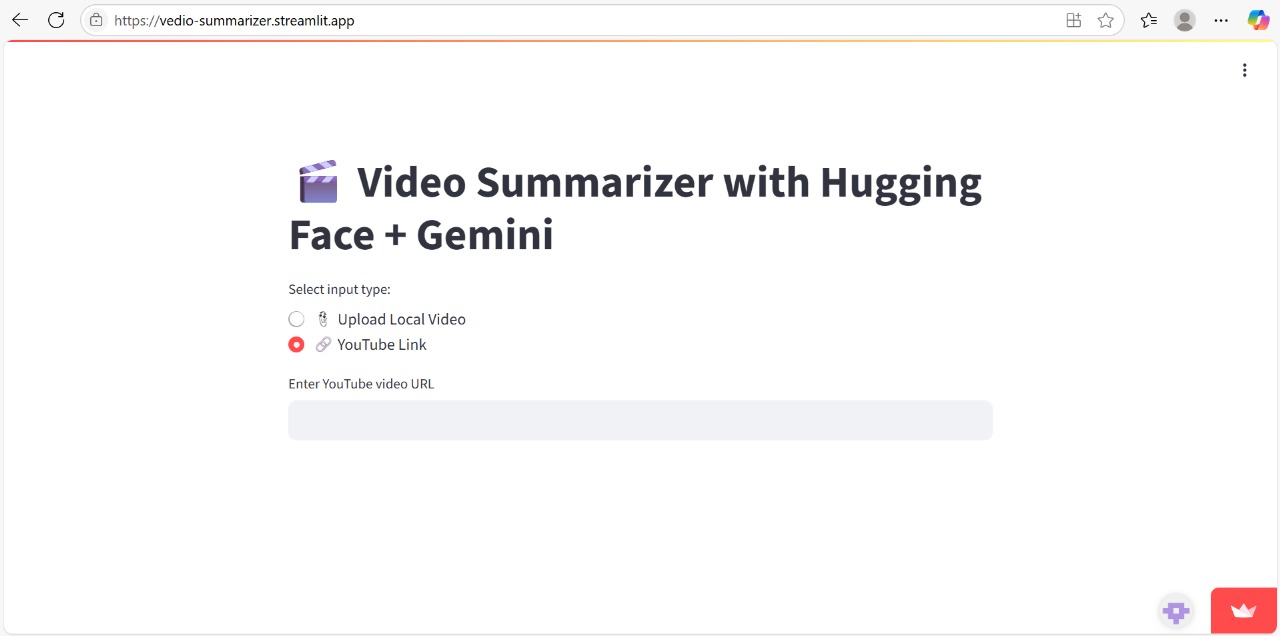 https://vedio-summarizer.streamlit.app
Video Summarizer with Hugging
Face + Gemini
Select input type:
Upload Local Video
YouTube Link
Enter YouTube video URL